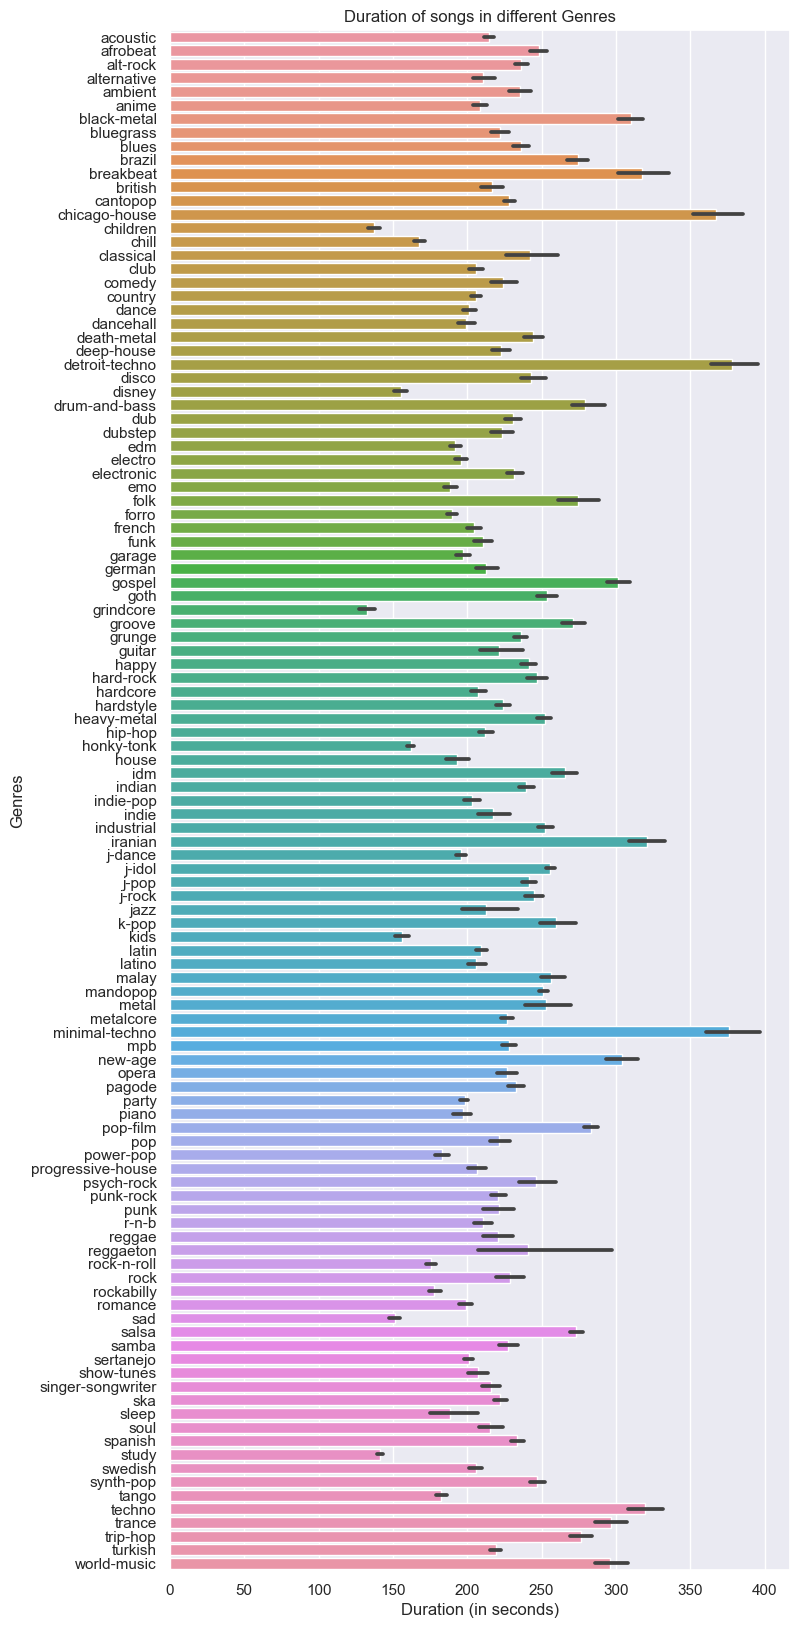 Duration of songs in different Genres
acoustic
afrobeat
alt-rock
alternative
ambient
anime
black-metal
bluegrass
blues
brazil
breakbeat
british
cantopop
chicago-house
children
chill
classical
club
comedy
country
dance
dancehall
death-metal
deep-house
detroit-techno
disco
disney
drum-and-bass
dub
dubstep
edm
electro
electronic
emo
folk
forro
french
funk
garage
german
gospel
goth
grindcore
groove
grunge
guitar
happy
hard-rock
hardcore
hardstyle
heavy-metal
hip-hop
honky-tonk
house
idm
indian
indie-pop
indie
industrial
iranian
j-dance
j-idol
j-pop
j-rock
jazz
k-pop
kids
latin
latino
malay
mandopop
metal
metalcore
minimal-techno
mpb
new-age
opera
pagode
party
piano
pop-film
pop
power-pop
progressive-house
psych-rock
punk-rock
punk
r-n-b
reggae
reggaeton
rock-n-roll
rock
rockabilly
romance
sad
salsa
samba
sertanejo
show-tunes
singer-songwriter
ska
sleep
soul
spanish
study
swedish
synth-pop
tango
techno
trance
trip-hop
turkish
world-music
Genres
0 50 100 150 200 250 300 350 400
Duration (in seconds)